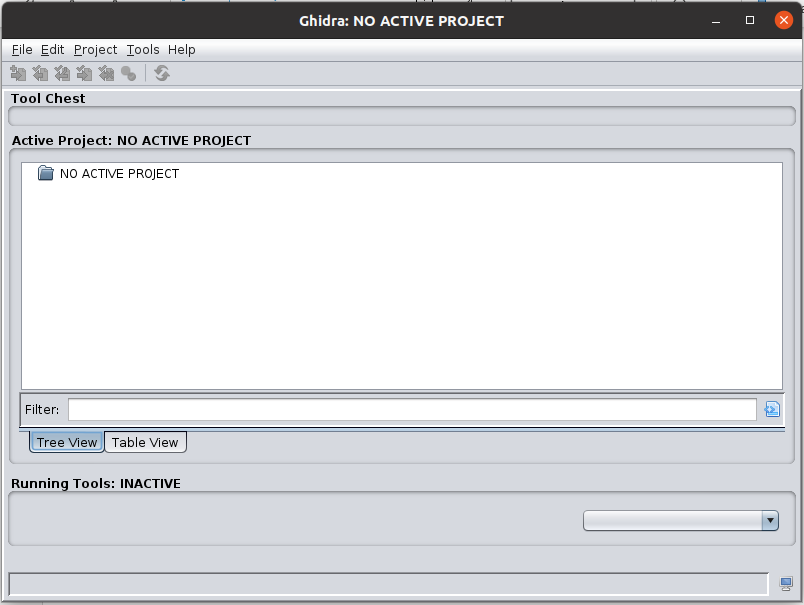 Ghidra: NO ACTIVE PROJECT
File Edit Project Tools Help
Tool Chest
Active Project: NO ACTIVE PROJECT
NO ACTIVE PROJECT
Filter:
Tree View Table View
Running Tools: INACTIVE